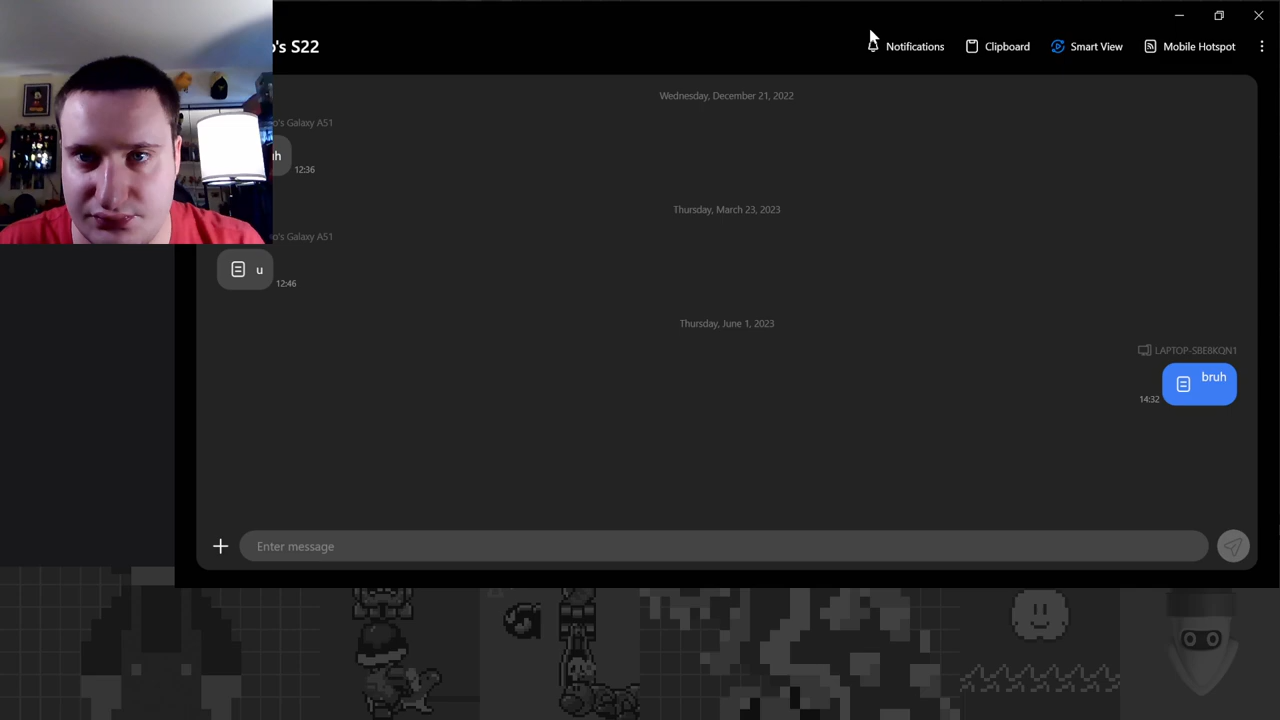 o's S22
Notifications
Clipboard
Smart View
Mobile Hotspot
Wednesday, December 21, 2022
o's Galaxy A51
uh
12:36
Thursday, March 23, 2023
o's Galaxy A51
u
12:46
Thursday, June 1, 2023
LAPTOP-SBE8KQN1
bruh
14:32
Enter message